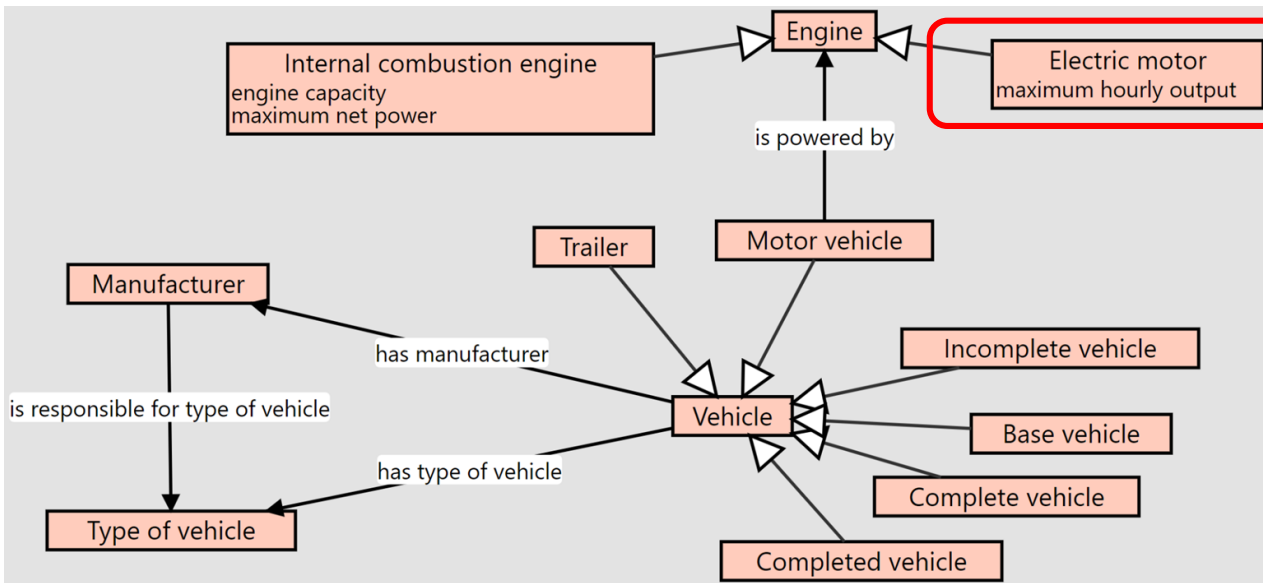 Engine
Internal combustion engine
engine capacity
maximum net power
Electric motor
maximum hourly output
is powered by
Trailer
Motor vehicle
Manufacturer
has manufacturer
Incomplete vehicle
is responsible for type of vehicle
Vehicle
Base vehicle
has type of vehicle
Complete vehicle
Type of vehicle
Completed vehicle